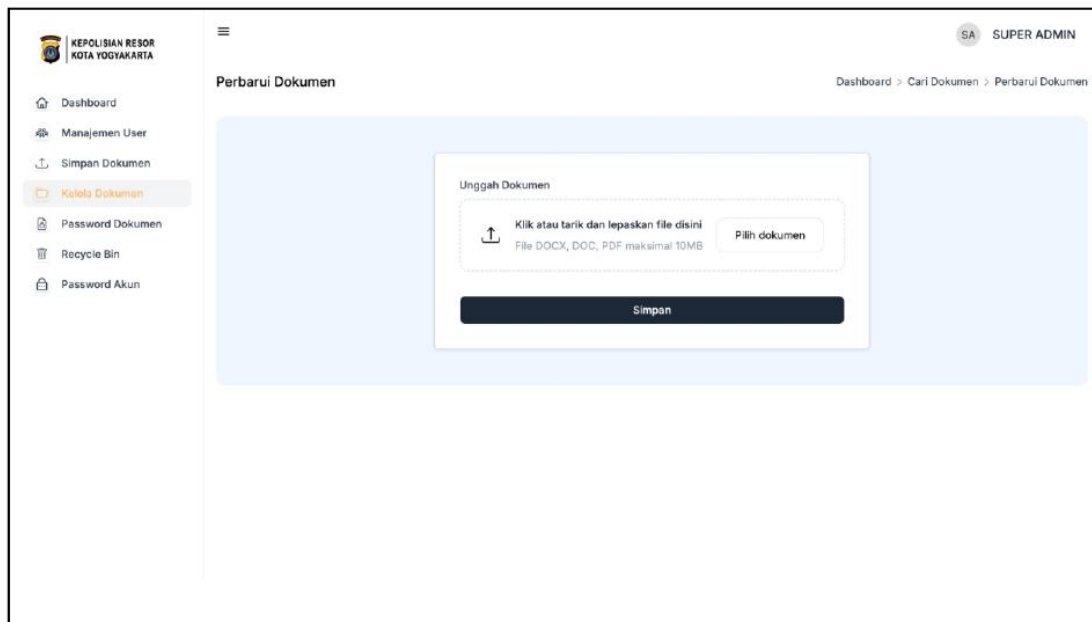 KEPOLISIAN RESOR
KOTA YOGYAKARTA
SA SUPER ADMIN
Perbarui Dokumen
Dashboard > Cari Dokumen > Perbarui Dokumen
Dashboard
Manajemen User
Simpan Dokumen
Kelola Dokumen
Password Dokumen
Recycle Bin
Password Akun
Unggah Dokumen
Klik atau tarik dan lepaskan file disini
File DOCX, DOC, PDF maksimal 10MB
Pilih dokumen
Simpan